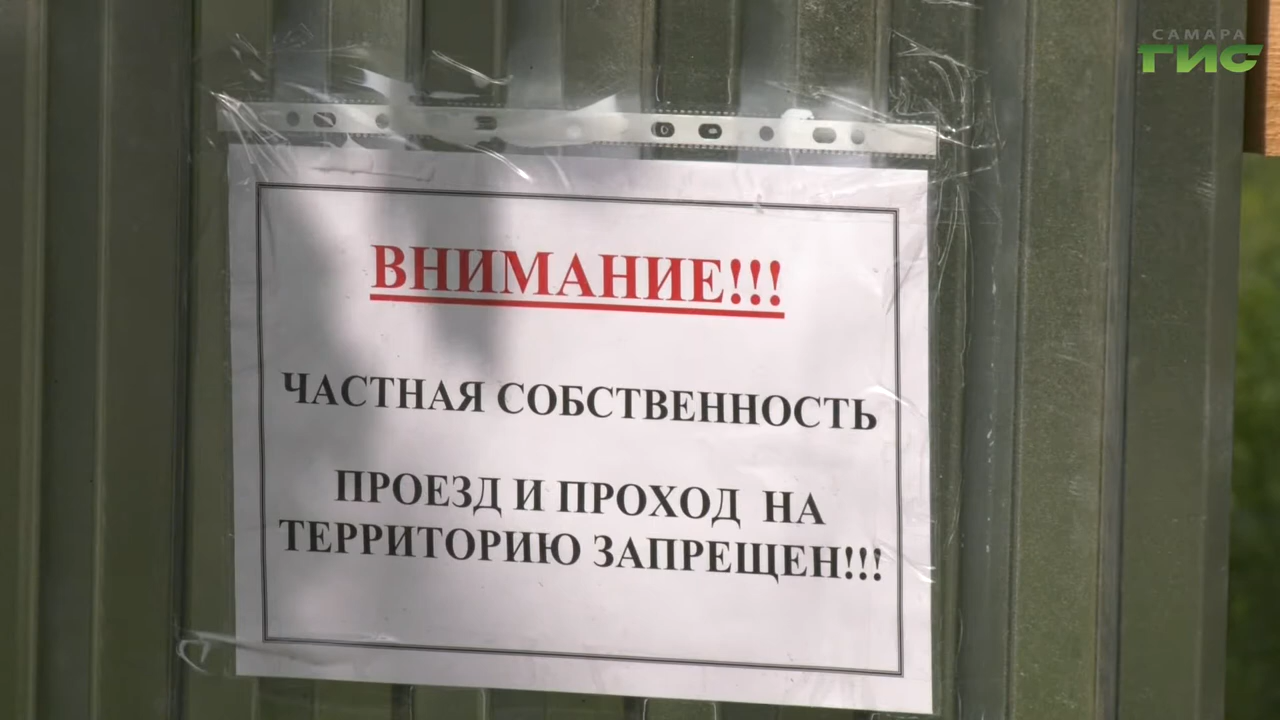 САМАРА
ГИС
ВНИМАНИЕ!!!
ЧАСТНАЯ СОБСТВЕННОСТЬ
ПРОЕЗД И ПРОХОД НА
ТЕРРИТОРИЮ ЗАПРЕЩЕН!!!